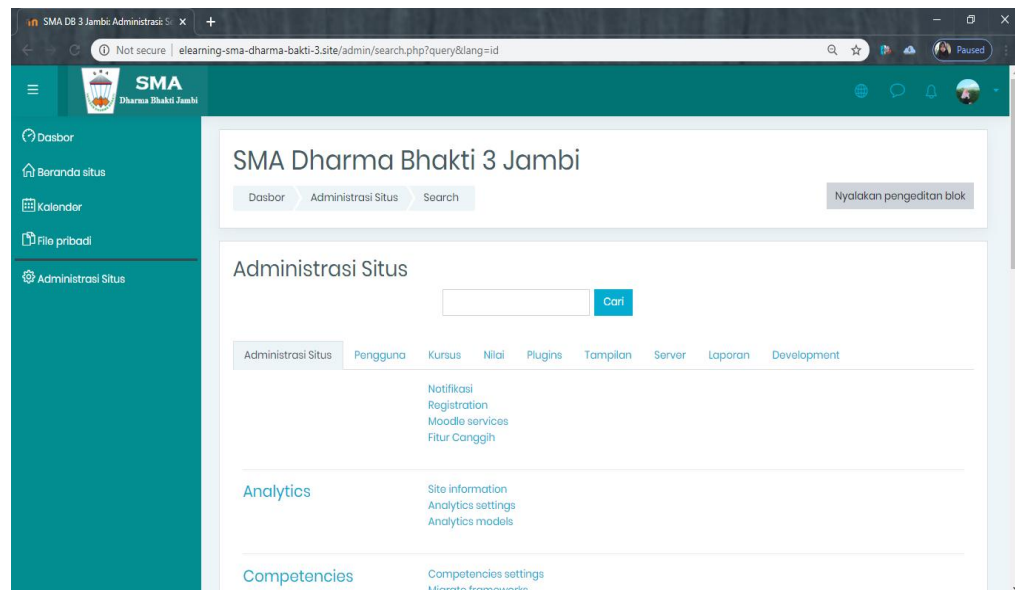 SMA DB 3 Jambi: Administrasi: S
Not secure | elearning-sma-dharma-bakti-3.site/admin/search.php?query&lang=id
Paused
SMA
Dharma Bhakti Jambi
Dasbor
Beranda situs
Kalender
File pribadi
Administrasi Situs
SMA Dharma Bhakti 3 Jambi
Dasbor Administrasi Situs Search
Nyalakan pengeditan blok
Administrasi Situs
Cari
Administrasi Situs Pengguna Kursus Nilai Plugins Tampilan Server Laporan Development
Notifikasi
Registration
Moodle services
Fitur Canggih
Analytics
Site information
Analytics settings
Analytics models
Competencies
Competencies settings
Migrate frameworks